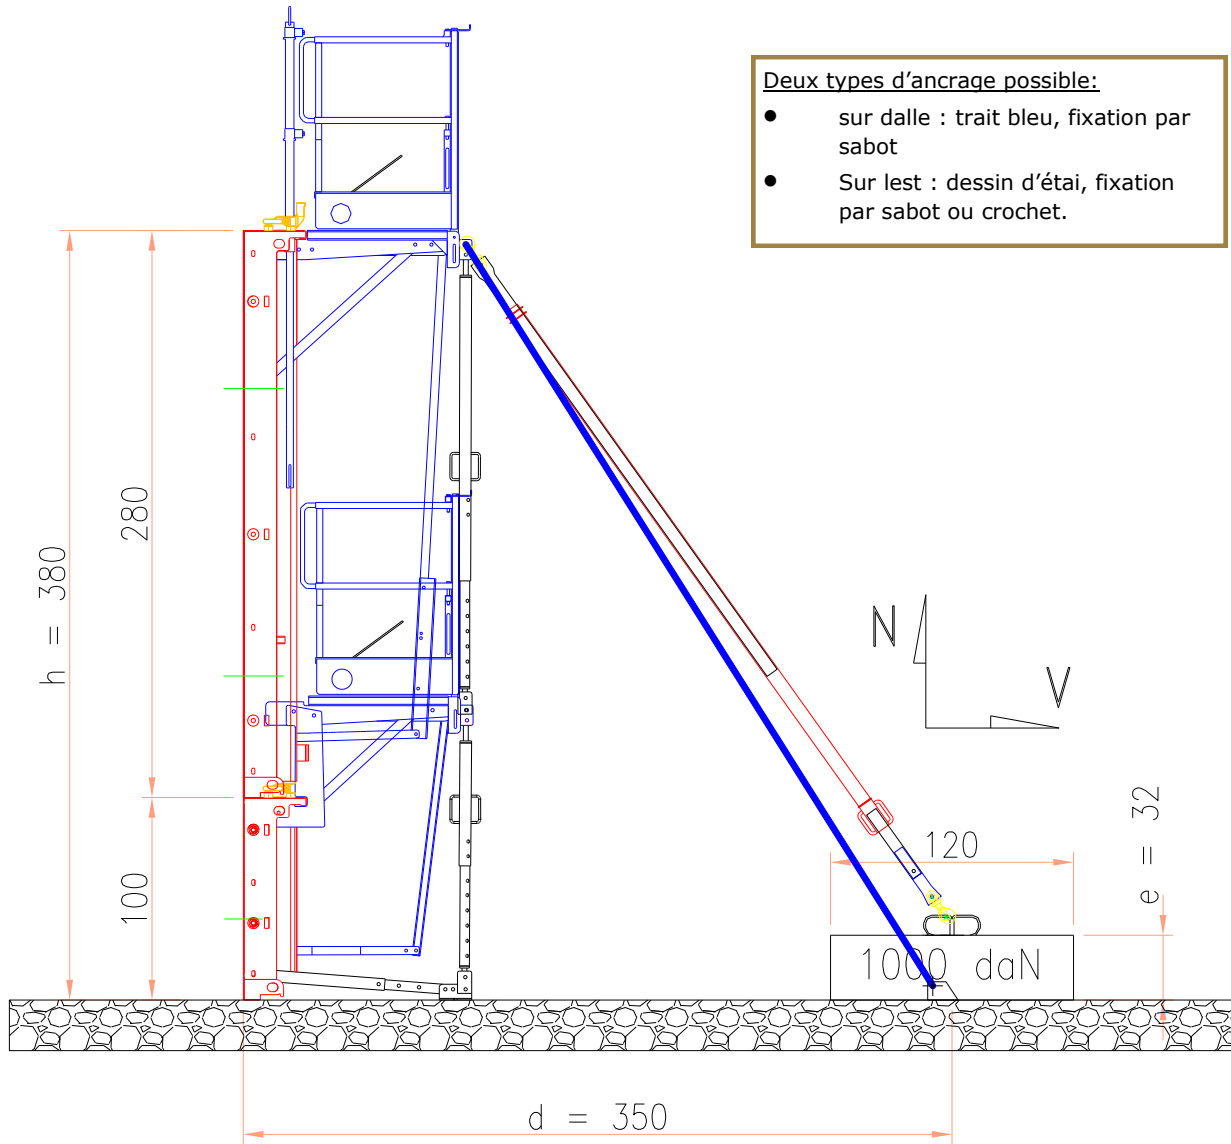 Deux types d’ancrage possible:
● sur dalle : trait bleu, fixation par
sabot
● Sur lest : dessin d’étai, fixation
par sabot ou crochet.
h = 380
280
100
N
V
120
e = 32
1000 daN
d = 350